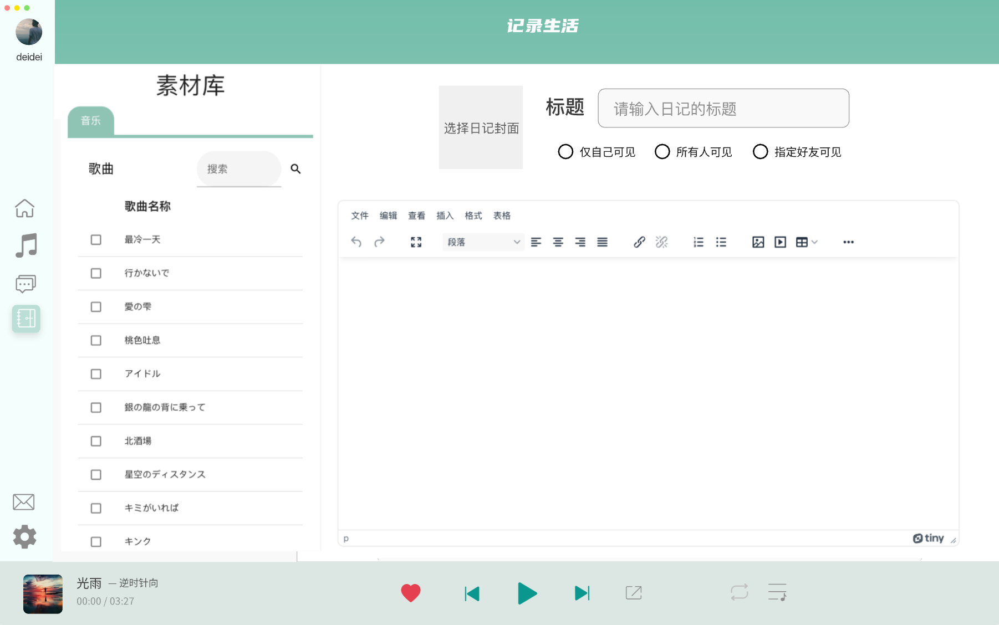 记录生活
deidei
素材库
音乐
歌曲
搜索
歌曲名称
最冷一天
行かないで
愛の雫
桃色吐息
アイドル
銀の龍の背に乗って
北酒場
星空のディスタンス
キミがいれば
キンク
选择日记封面
标题
请输入日记的标题
仅自己可见 所有人可见 指定好友可见
文件 编辑 查看 插入 格式 表格
段落
p
tiny
光雨 — 逆时针向
00:00 / 03:27